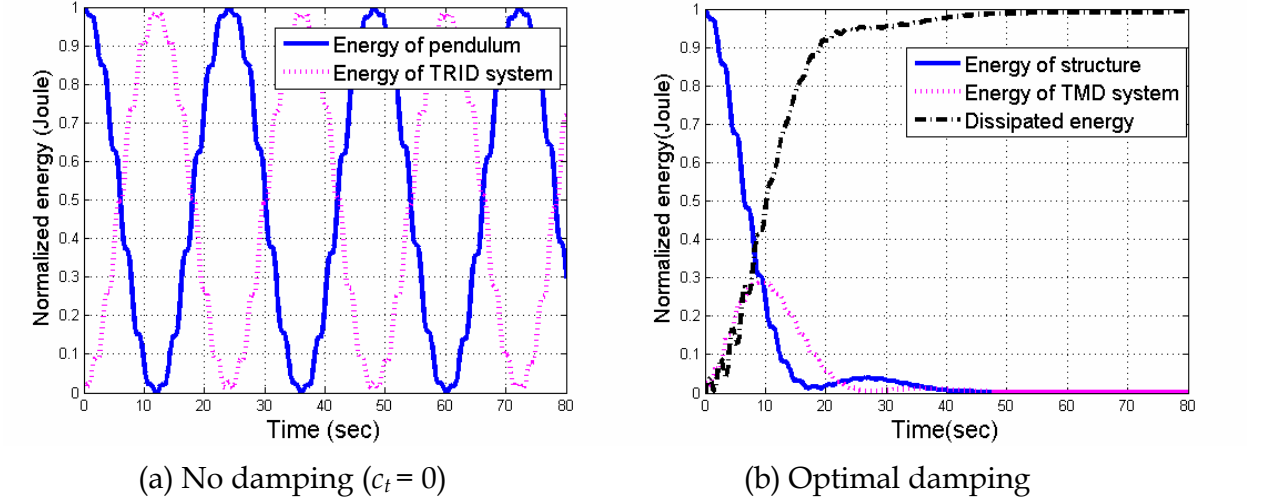 Normalized energy (Joule)
1
0.9
0.8
0.7
0.6
0.5
0.4
0.3
0.2
0.1
0
Energy of pendulum
Energy of TRID system
0 10 20 30 40 50 60 70 80
Time (sec)
(a) No damping (cₜ = 0)
Normalized energy(Joule)
1
0.9
0.8
0.7
0.6
0.5
0.4
0.3
0.2
0.1
0
Energy of structure
Energy of TMD system
Dissipated energy
0 10 20 30 40 50 60 70 80
Time(sec)
(b) Optimal damping